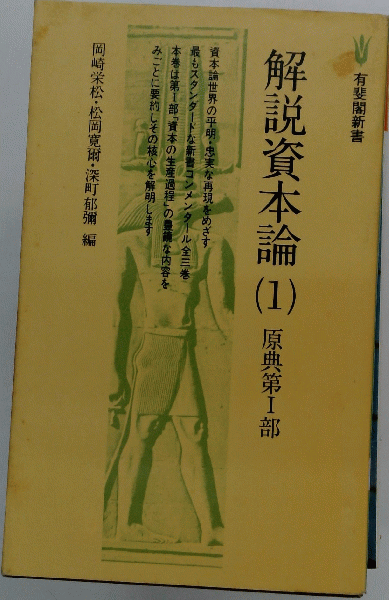 有斐閣新書
解説資本論(1) 原典第Ⅰ部
資本論世界の平明・忠実な再現をめざす
最もスタンダードな新書コンメンタール全三巻
本巻は第Ⅰ部「資本の生産過程」の豊饒な内容を
みごとに要約しその核心を解明します
岡崎栄松・松岡寛爾・深町郁彌 編